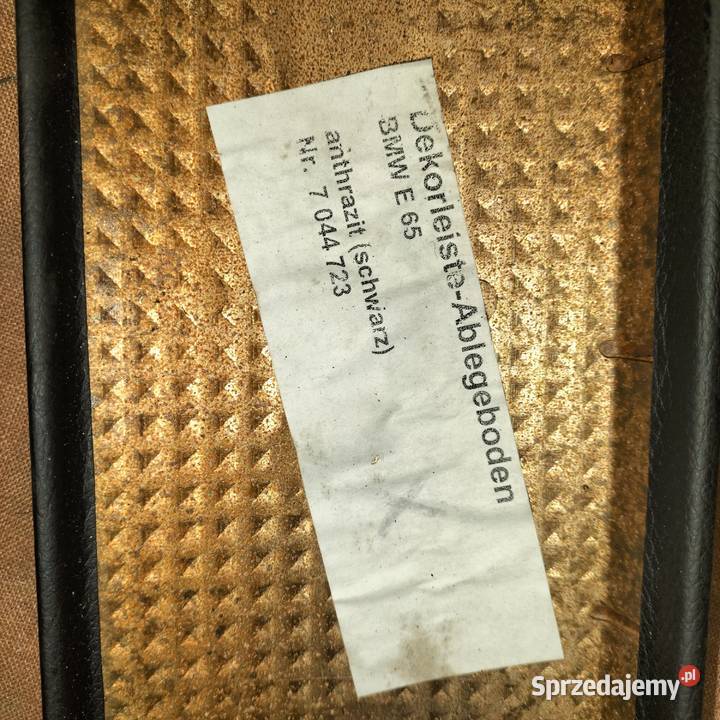 Dekorleiste-Ablegeboden
BMW E 65
anthrazit (schwarz)
Nr. 7 044 723
Sprzedajemy.pl